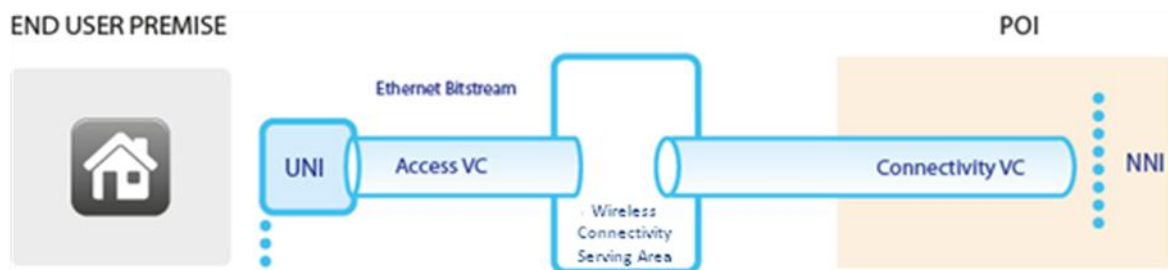 END USER PREMISE
POI
Ethernet Bitstream
UNI
Access VC
Connectivity VC
NNI
Wireless
Connectivity
Serving Area